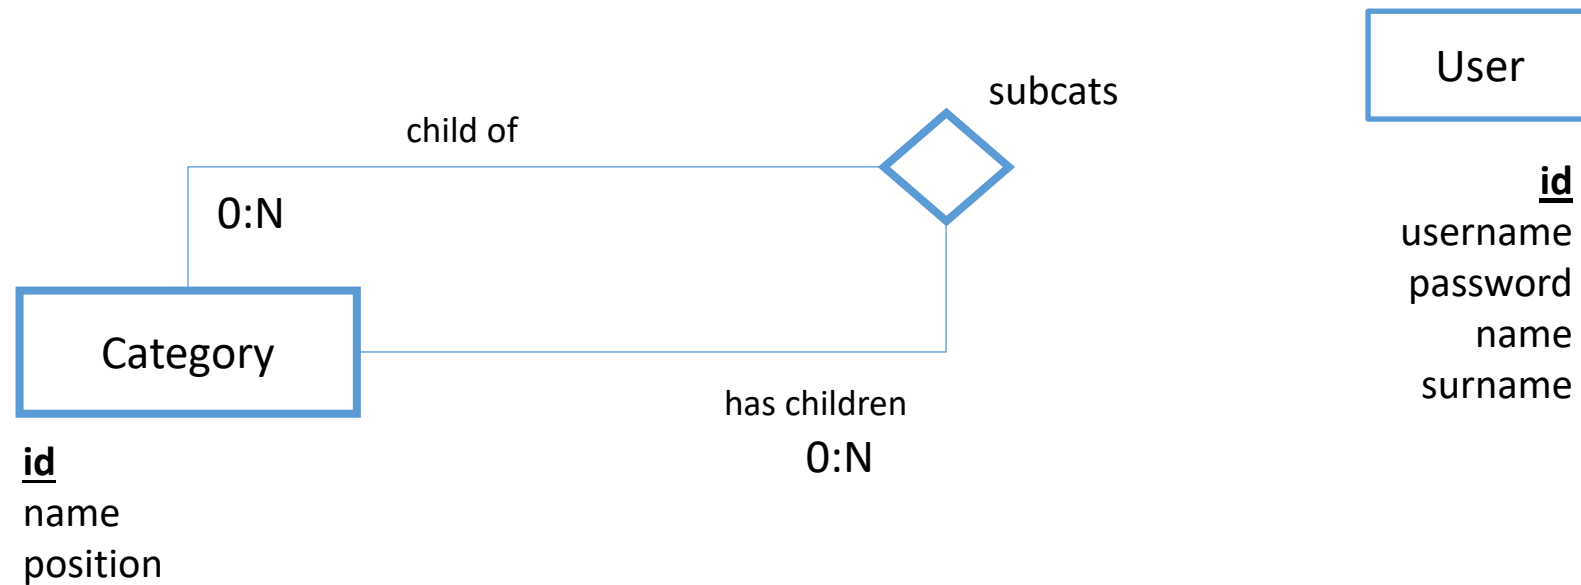 subcats
child of
0:N
Category
has children
0:N
id
name
position
User
id
username
password
name
surname